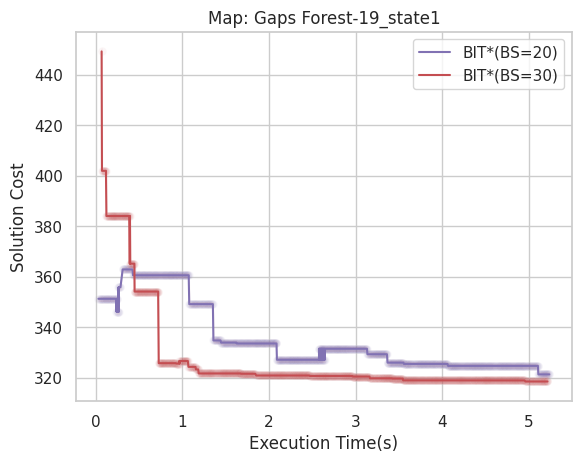 Map: Gaps Forest-19_state1
BIT*(BS=20)
BIT*(BS=30)
Solution Cost
440
420
400
380
360
340
320
0 1 2 3 4 5
Execution Time(s)